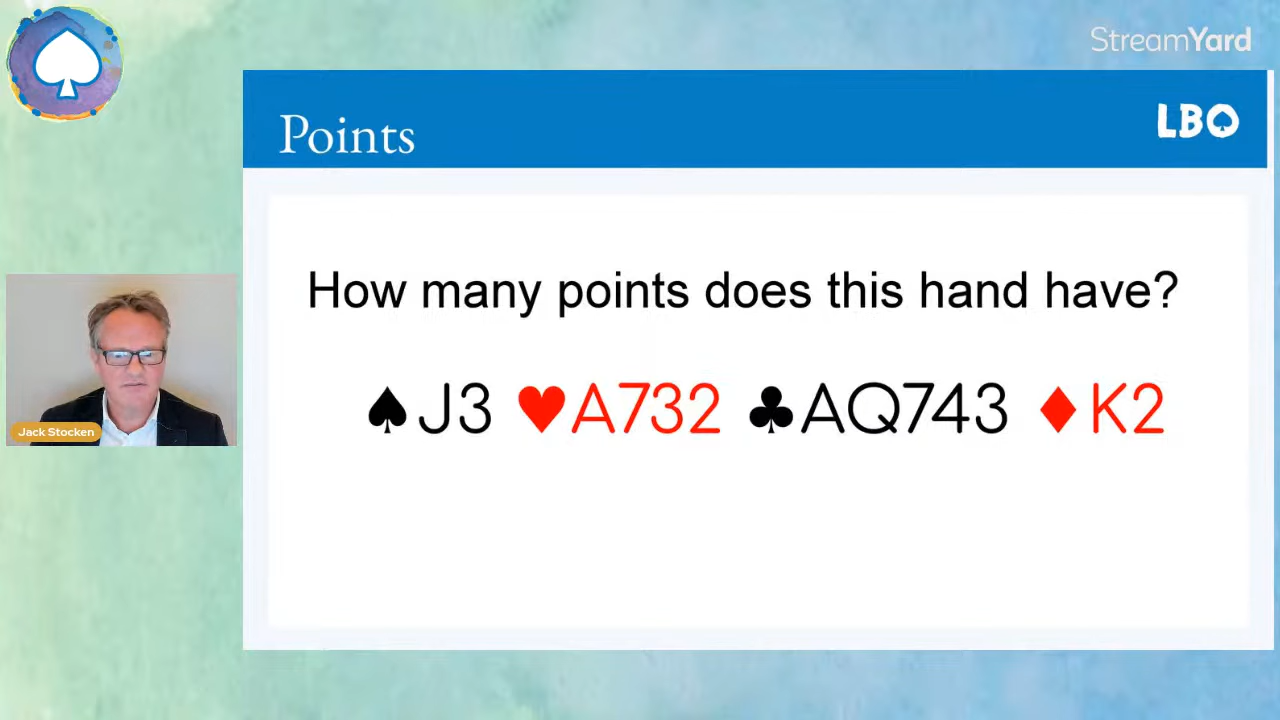 StreamYard
Points
LBO
How many points does this hand have?
♠J3 ♥A732 ♣AQ743 ♦K2
Jack Stocken